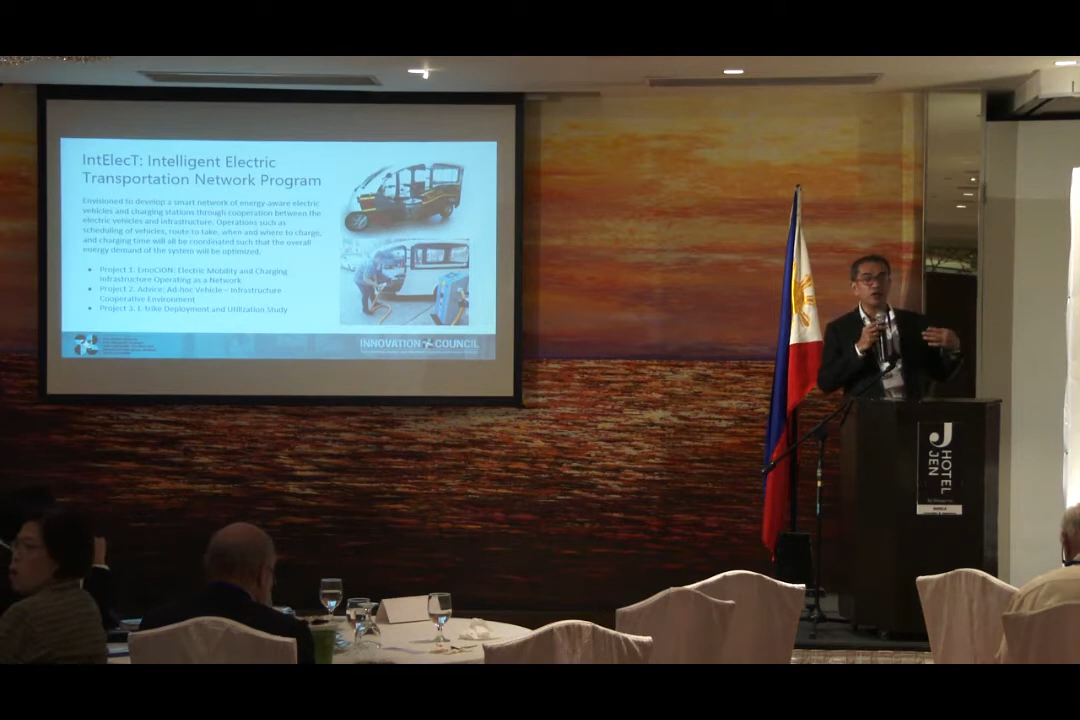 IntElecT: Intelligent Electric
Transportation Network Program
Envisioned to develop a smart network of energy-aware electric
vehicles and charging stations through cooperation between the
electric vehicles and infrastructure. Operations such as
scheduling of vehicles, route to take, when and where to charge,
and charging time will all be coordinated such that the overall
energy demand of the system will be optimized.
• Project 1. EmoCION: Electric Mobility and Charging
Infrastructure Operating as a Network
• Project 2. Advice: Ad-hoc Vehicle – Infrastructure
Cooperative Environment
• Project 3. E-trike Deployment and Utilization Study
INNOVATION COUNCIL
J
HOTEL
JEN
MANILA